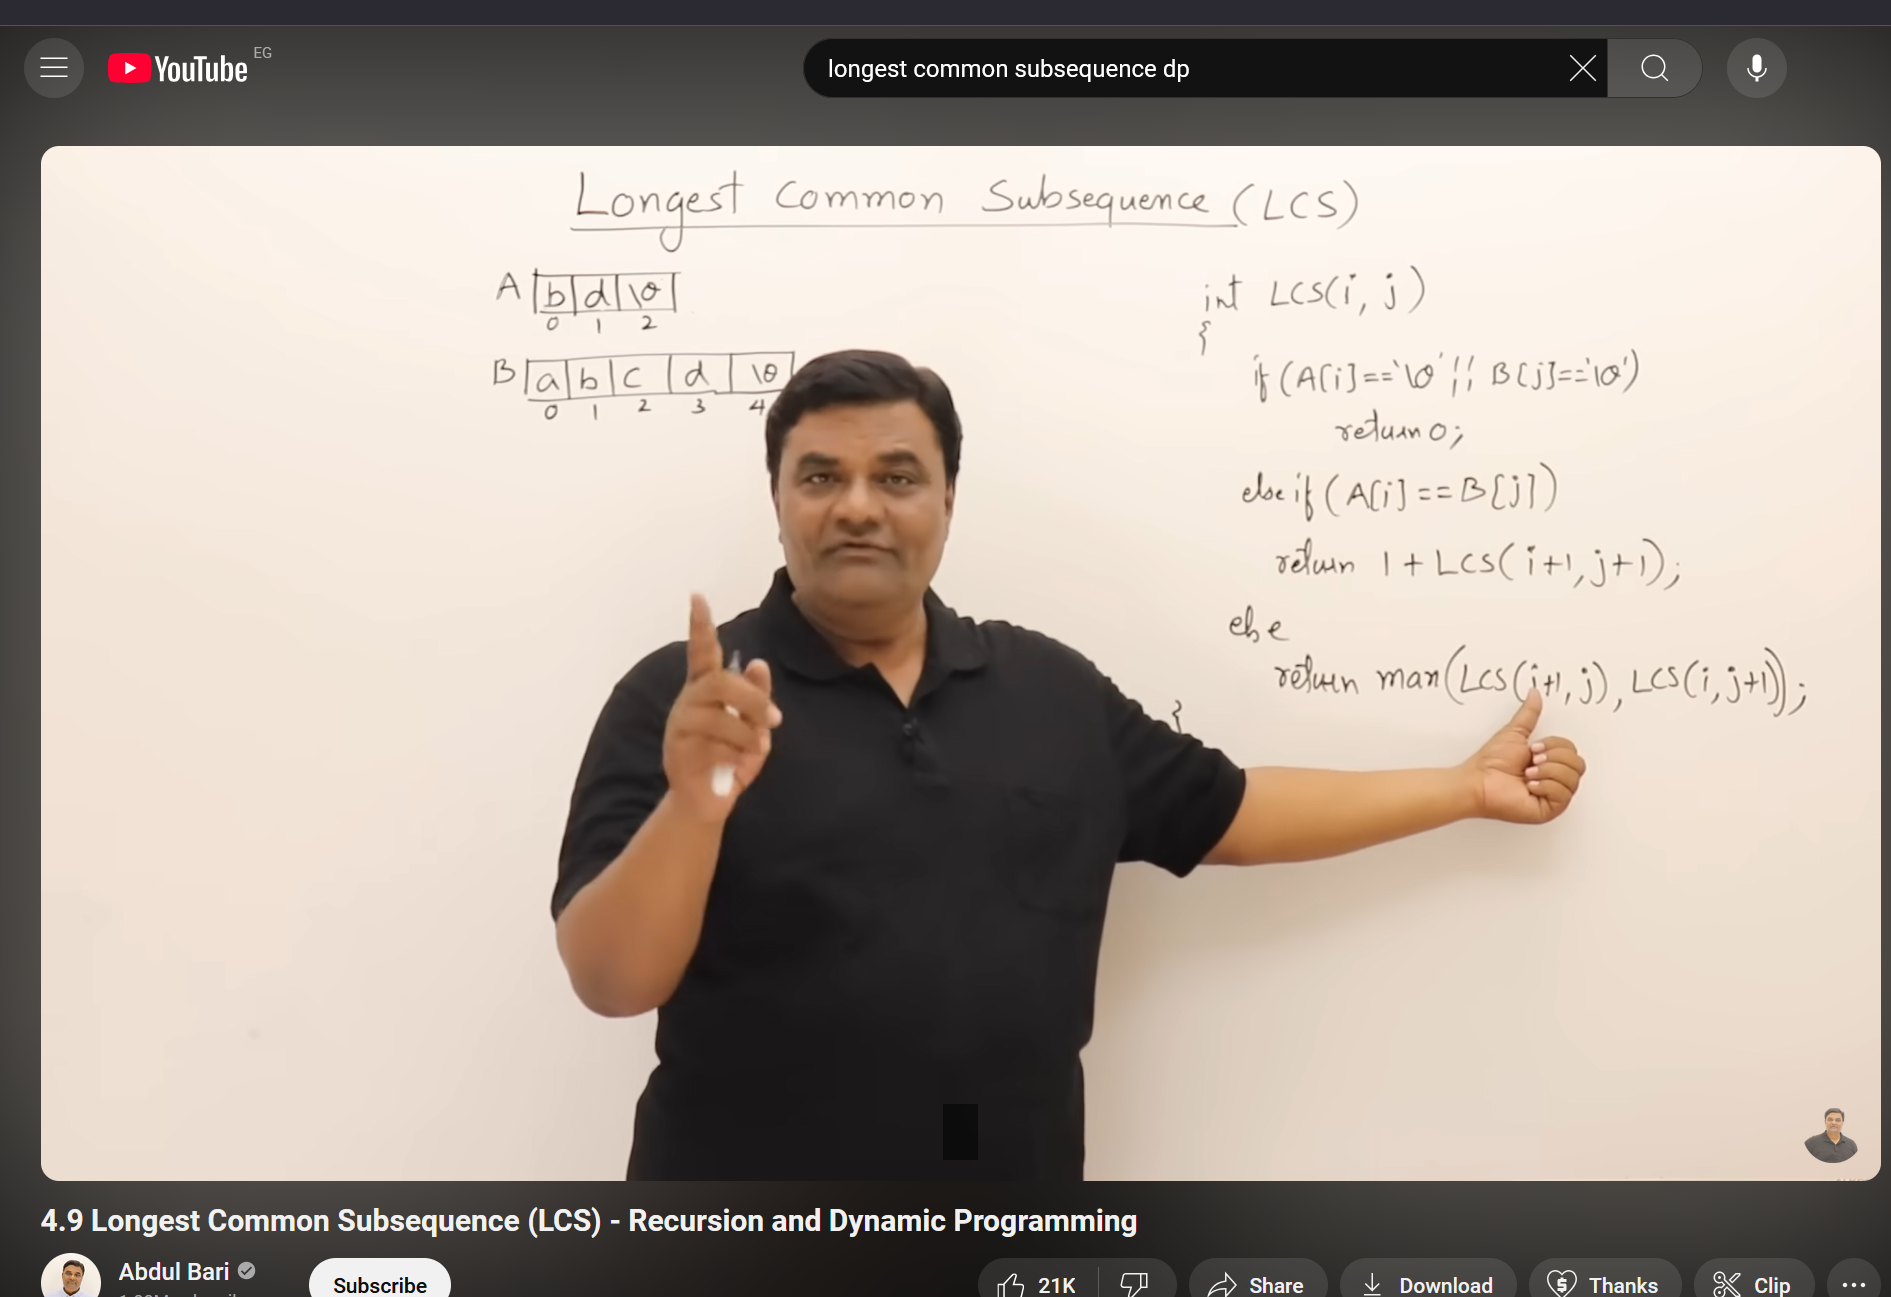 YouTube EG
longest common subsequence dp
Longest Common Subsequence (LCS)
A b d \0
0 1 2
B a b c d \0
0 1 2 3 4
int LCS(i, j)
{
if (A[i]=='\0' || B[j]=='\0')
return 0;
else if (A[i]==B[j])
return 1+LCS(i+1,j+1);
else
return max(LCS(i+1,j), LCS(i,j+1));
}
4.9 Longest Common Subsequence (LCS) - Recursion and Dynamic Programming
Abdul Bari
Subscribe
21K
Share
Download
Thanks
Clip